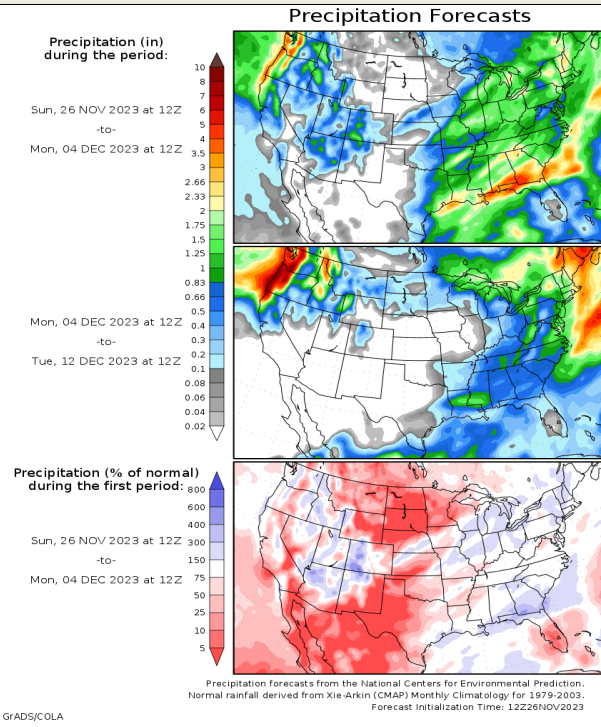 Precipitation Forecasts
Precipitation (in)
during the period:
Sun, 26 NOV 2023 at 12Z
-to-
Mon, 04 DEC 2023 at 12Z
10
8
7
6
5
4
3.5
3
2.66
2.33
2
1.75
1.5
1.25
1
0.83
0.66
0.5
0.4
0.3
0.2
0.1
0.08
0.06
0.04
0.02
Mon, 04 DEC 2023 at 12Z
-to-
Tue, 12 DEC 2023 at 12Z
Precipitation (% of normal)
during the first period:
Sun, 26 NOV 2023 at 12Z
-to-
Mon, 04 DEC 2023 at 12Z
800
600
400
300
150
75
50
25
10
5
Precipitation forecasts from the National Centers for Environmental Prediction.
Normal rainfall derived from Xie-Arkin (CMAP) Monthly Climatology for 1979-2003.
Forecast Initialization Time: 12Z26NOV2023
GrADS/COLA